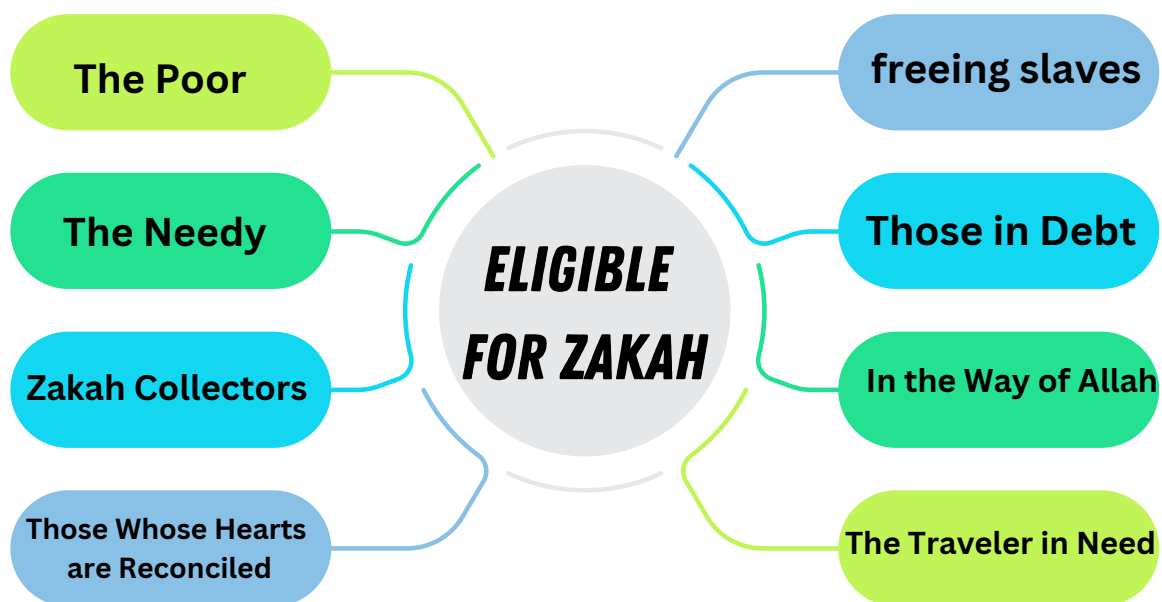 The Poor
The Needy
Zakah Collectors
Those Whose Hearts
are Reconciled
ELIGIBLE
FOR ZAKAH
freeing slaves
Those in Debt
In the Way of Allah
The Traveler in Need